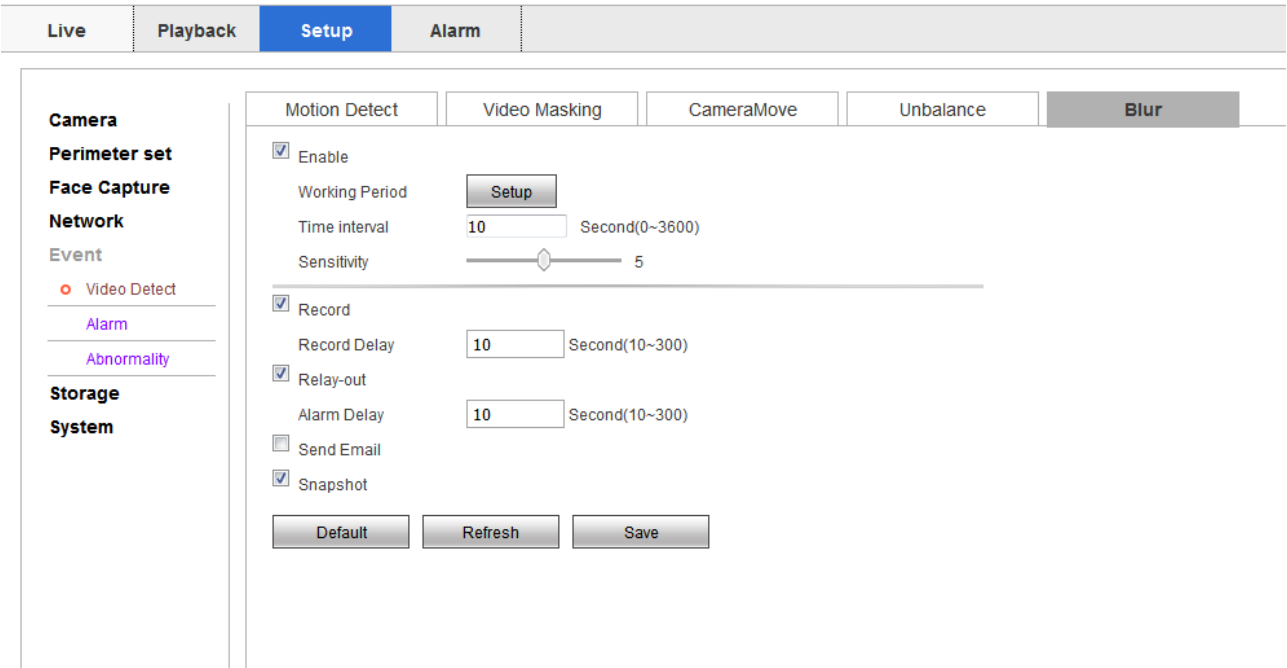 Live Playback Setup Alarm
Motion Detect Video Masking CameraMove Unbalance Blur
Camera
Perimeter set
Face Capture
Network
Event
Video Detect
Alarm
Abnormality
Storage
System
Enable
Working Period Setup
Time interval 10 Second(0~3600)
Sensitivity 5
Record
Record Delay 10 Second(10~300)
Relay-out
Alarm Delay 10 Second(10~300)
Send Email
Snapshot
Default Refresh Save